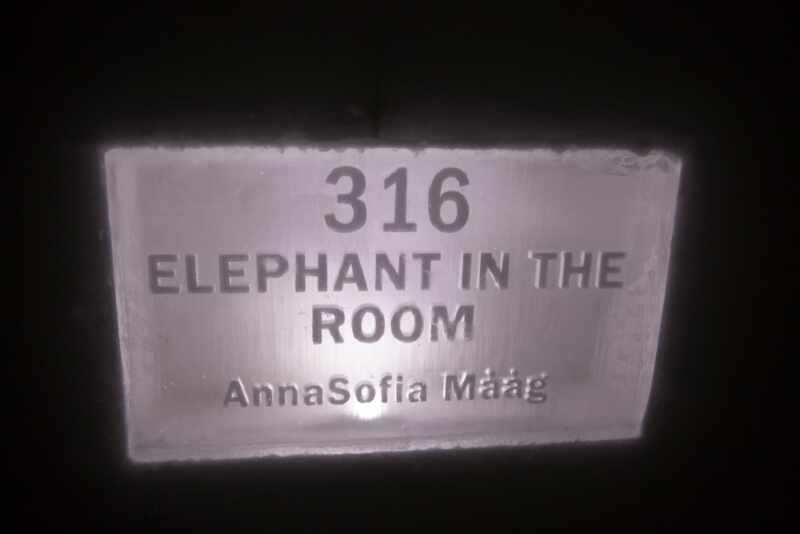 316
ELEPHANT IN THE
ROOM
AnnaSofia Mååg